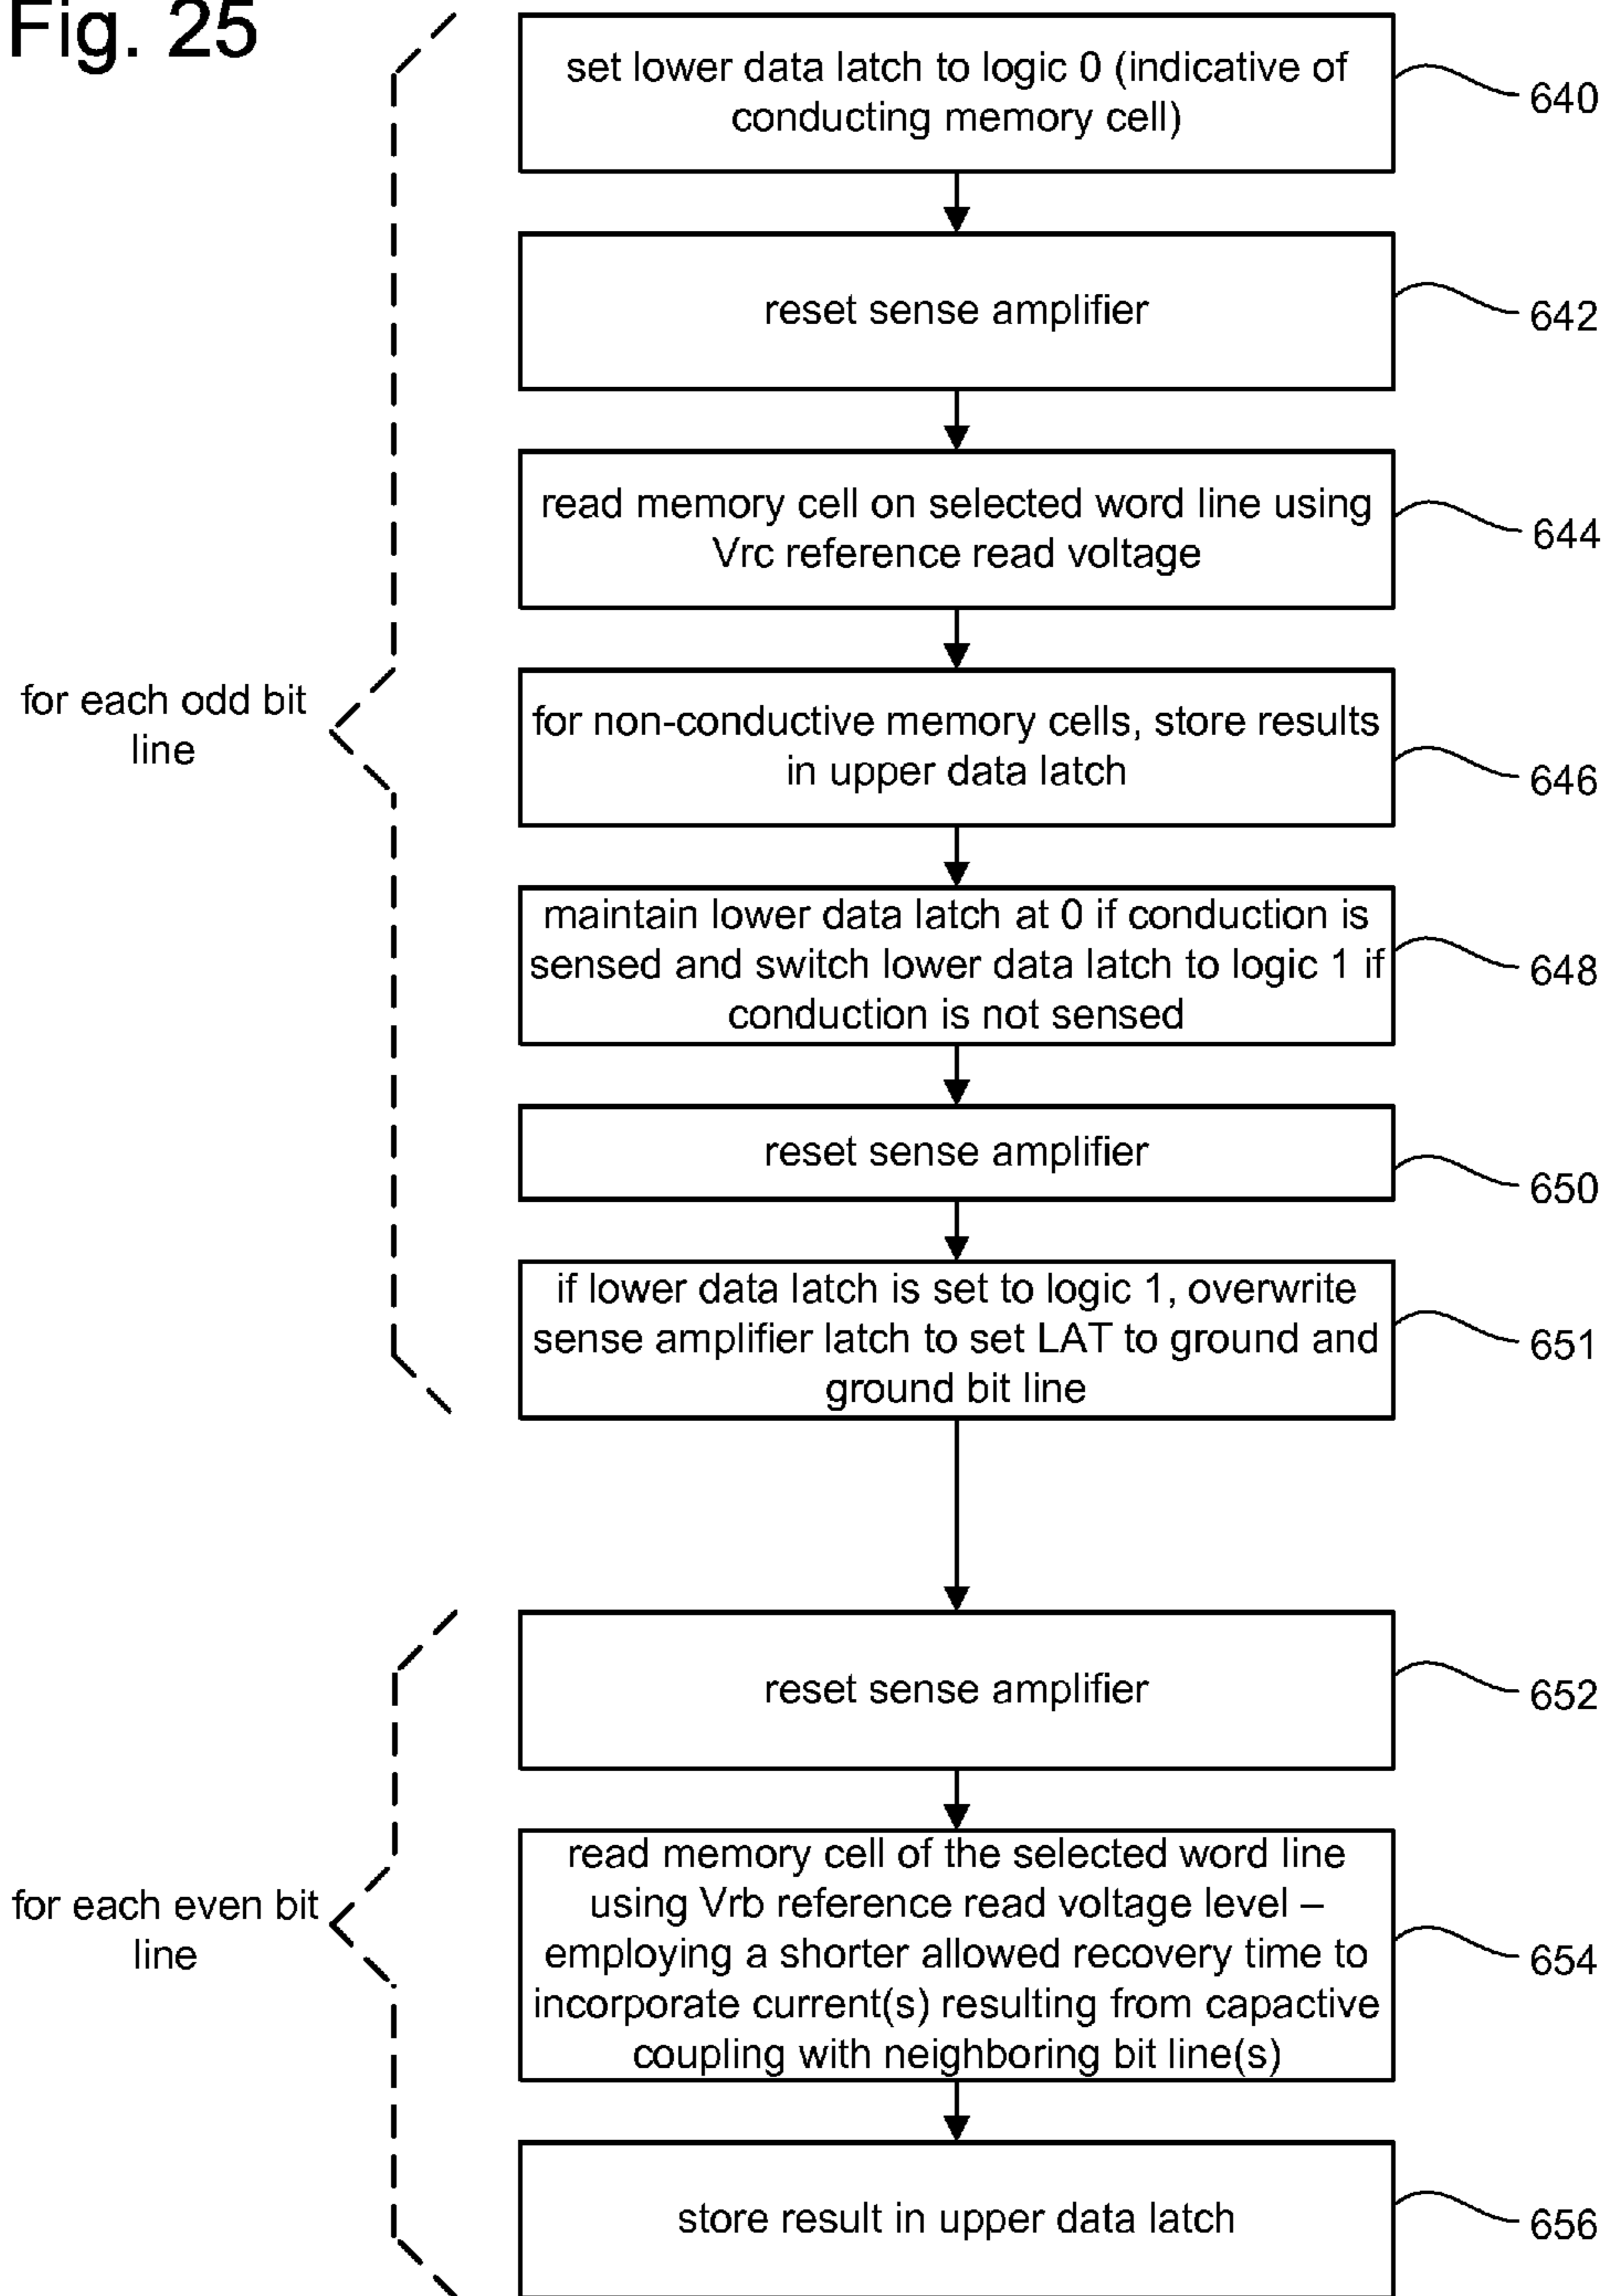 Fig. 25
set lower data latch to logic 0 (indicative of
conducting memory cell)
640
reset sense amplifier
642
read memory cell on selected word line using
Vrc reference read voltage
644
for each odd bit
line
for non-conductive memory cells, store results
in upper data latch
646
maintain lower data latch at 0 if conduction is
sensed and switch lower data latch to logic 1 if
conduction is not sensed
648
reset sense amplifier
650
if lower data latch is set to logic 1, overwrite
sense amplifier latch to set LAT to ground and
ground bit line
651
reset sense amplifier
652
for each even bit
line
read memory cell of the selected word line
using Vrb reference read voltage level –
employing a shorter allowed recovery time to
incorporate current(s) resulting from capactive
coupling with neighboring bit line(s)
654
store result in upper data latch
656